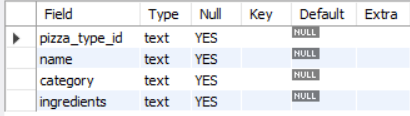 Field Type Null Key Default Extra
pizza_type_id text YES NULL
name text YES NULL
category text YES NULL
ingredients text YES NULL